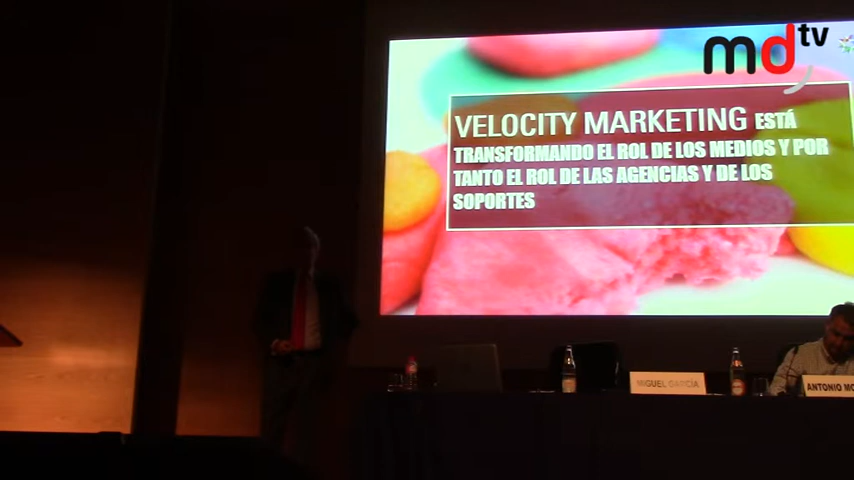 mdtv
VELOCITY MARKETING ESTÁ
TRANSFORMANDO EL ROL DE LOS MEDIOS Y POR
TANTO EL ROL DE LAS AGENCIAS Y DE LOS
SOPORTES
MIGUEL GARCÍA
ANTONIO MO